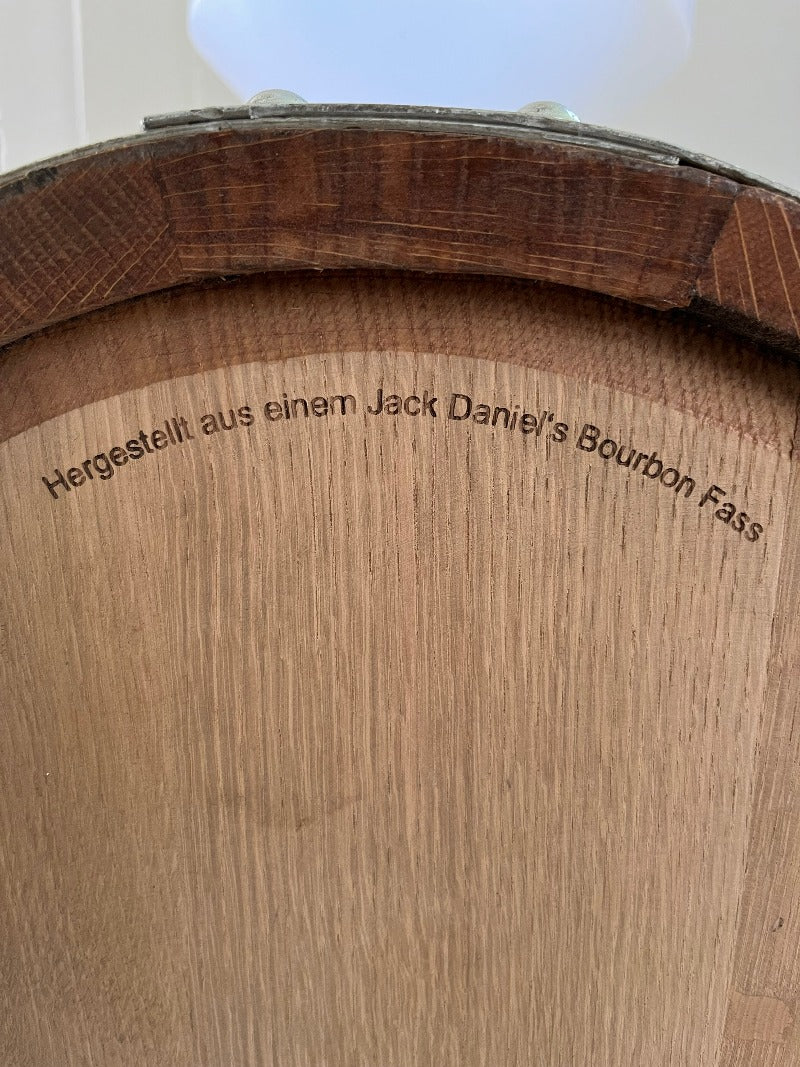 Hergestellt aus einem Jack Daniel's Bourbon Fass